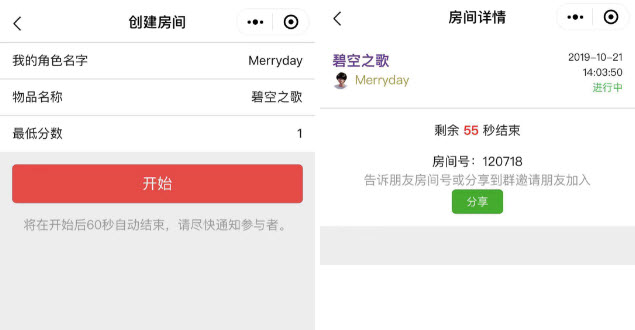 创建房间
我的角色名字 Merryday
物品名称 碧空之歌
最低分数 1
开始
将在开始后60秒自动结束，请尽快通知参与者。
房间详情
碧空之歌 2019-10-21
Merryday 14:03:50
进行中
剩余 55 秒结束
房间号：120718
告诉朋友房间号或分享到群邀请朋友加入
分享